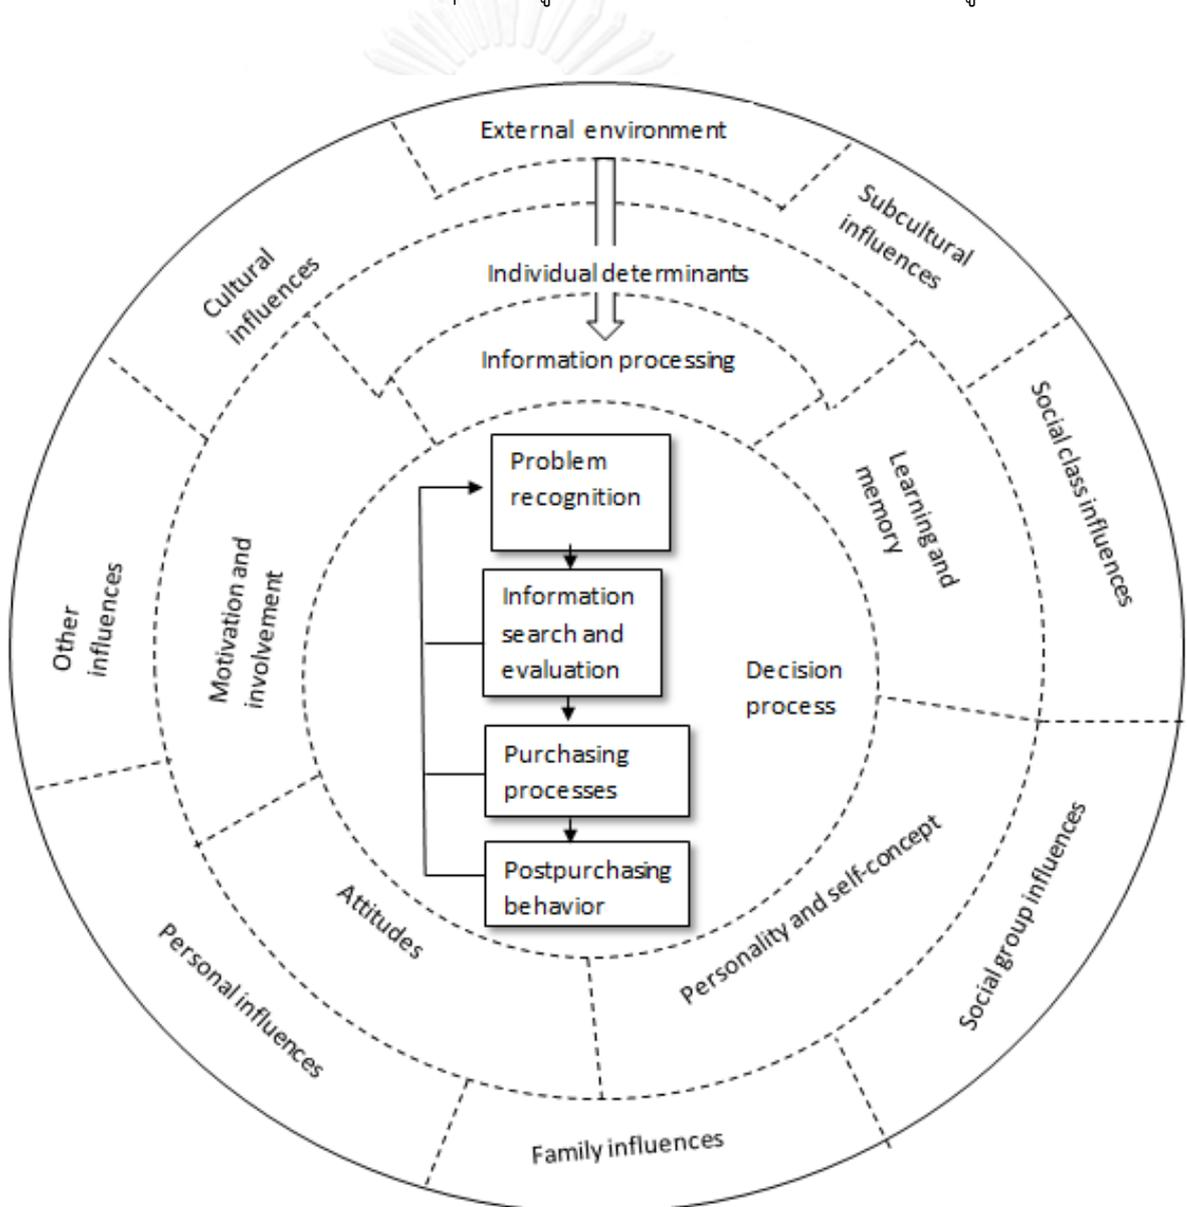 External environment
Subcultural
influences
Cultural
influences
Individual determinants
Information processing
Social class influences
Problem
recognition
Learning and
memory
Information
search and
evaluation
Motivation and
involvement
Other
influences
Decision
process
Purchasing
processes
Postpurchasing
behavior
Attitudes
Personality and self-concept
Social group influences
Personal influences
Family influences